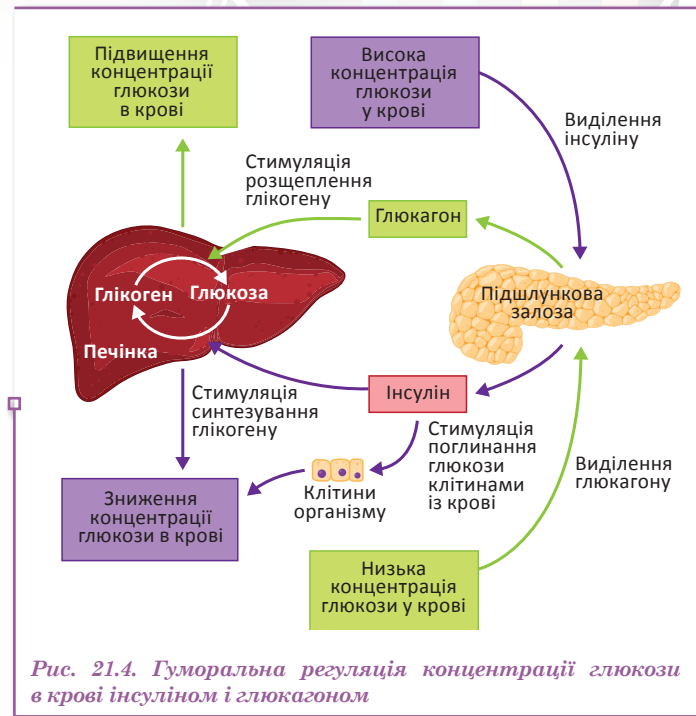 Підвищення
концентрації
глюкози
в крові
Висока
концентрація
глюкози
у крові
Виділення
інсуліну
Стимуляція
розщеплення
глікогену
Глюкагон
Глікоген
Глюкоза
Печінка
Підшлункова
залоза
Стимуляція
синтезування
глікогену
Інсулін
Стимуляція
поглинання
глюкози
клітинами
із крові
Виділення
глюкагону
Клітини
організму
Зниження
концентрації
глюкози в крові
Низька
концентрація
глюкози у крові
Рис. 21.4. Гуморальна регуляція концентрації глюкози
в крові інсуліном і глюкагоном